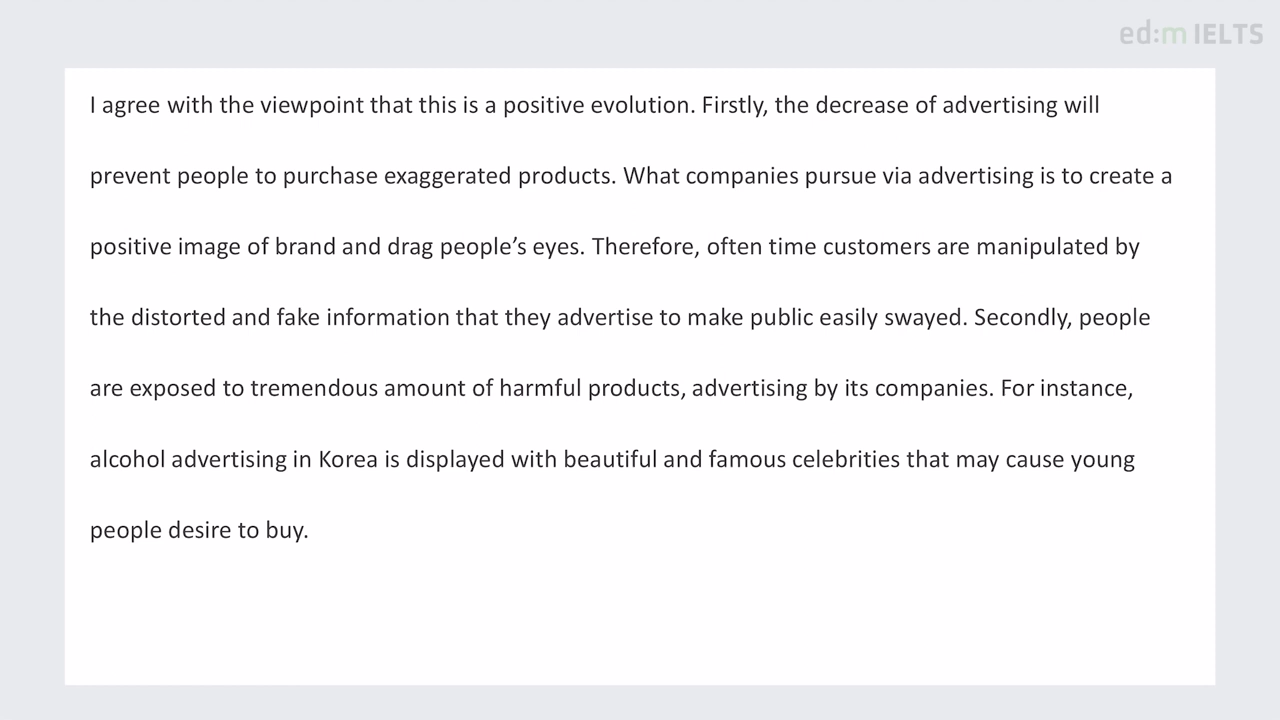 ed:m IELTS
I agree with the viewpoint that this is a positive evolution. Firstly, the decrease of advertising will
prevent people to purchase exaggerated products. What companies pursue via advertising is to create a
positive image of brand and drag people’s eyes. Therefore, often time customers are manipulated by
the distorted and fake information that they advertise to make public easily swayed. Secondly, people
are exposed to tremendous amount of harmful products, advertising by its companies. For instance,
alcohol advertising in Korea is displayed with beautiful and famous celebrities that may cause young
people desire to buy.